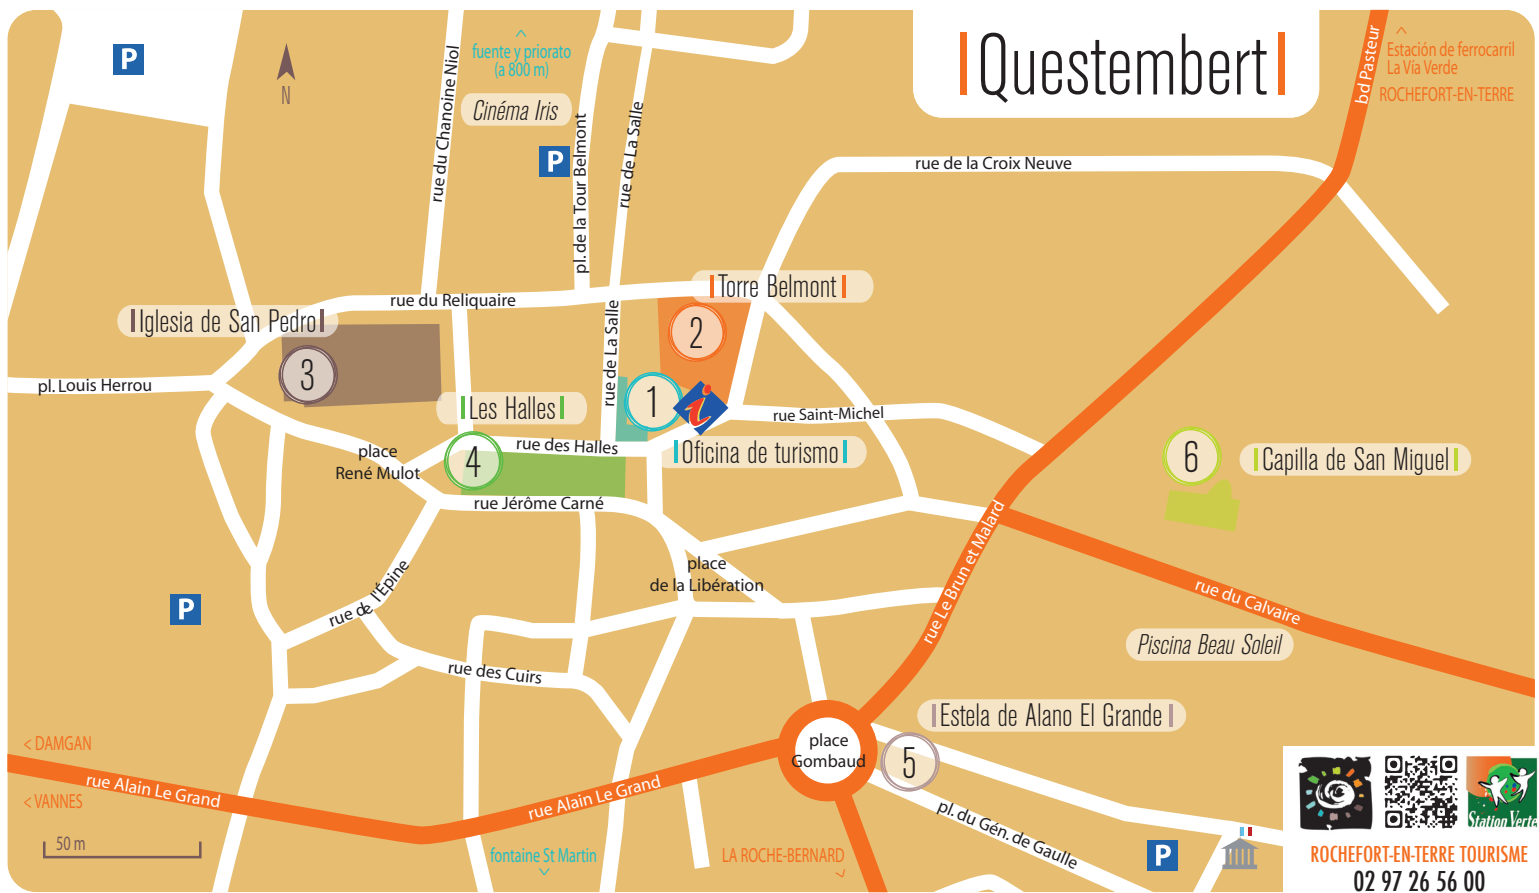 Questembert
P
N
fuente y priorato
(a 800 m)
Cinéma Iris
P
rue du Chanoine Niol
pl. de la Tour Belmont
rue de La Salle
bd Pasteur
Estación de ferrocarril
La Vía Verde
ROCHEFORT-EN-TERRE
rue de la Croix Neuve
Torre Belmont
rue du Reliquaire
Iglesia de San Pedro
2
3
rue de La Salle
pl. Louis Herrou
1
i
Les Halles
rue Saint-Michel
rue des Halles
Oficina de turismo
place
René Mulot
4
6
Capilla de San Miguel
rue Jérôme Carné
place
de la Libération
rue Le Brun et Malard
rue du Calvaire
rue de l'Épine
P
Piscina Beau Soleil
rue des Cuirs
Estela de Alano El Grande
place
Gombaud
5
< DAMGAN
rue Alain Le Grand
< VANNES
rue Alain Le Grand
pl. du Gén. de Gaulle
50 m
fontaine St Martin
LA ROCHE-BERNARD
P
Station Verte
ROCHEFORT-EN-TERRE TOURISME
02 97 26 56 00